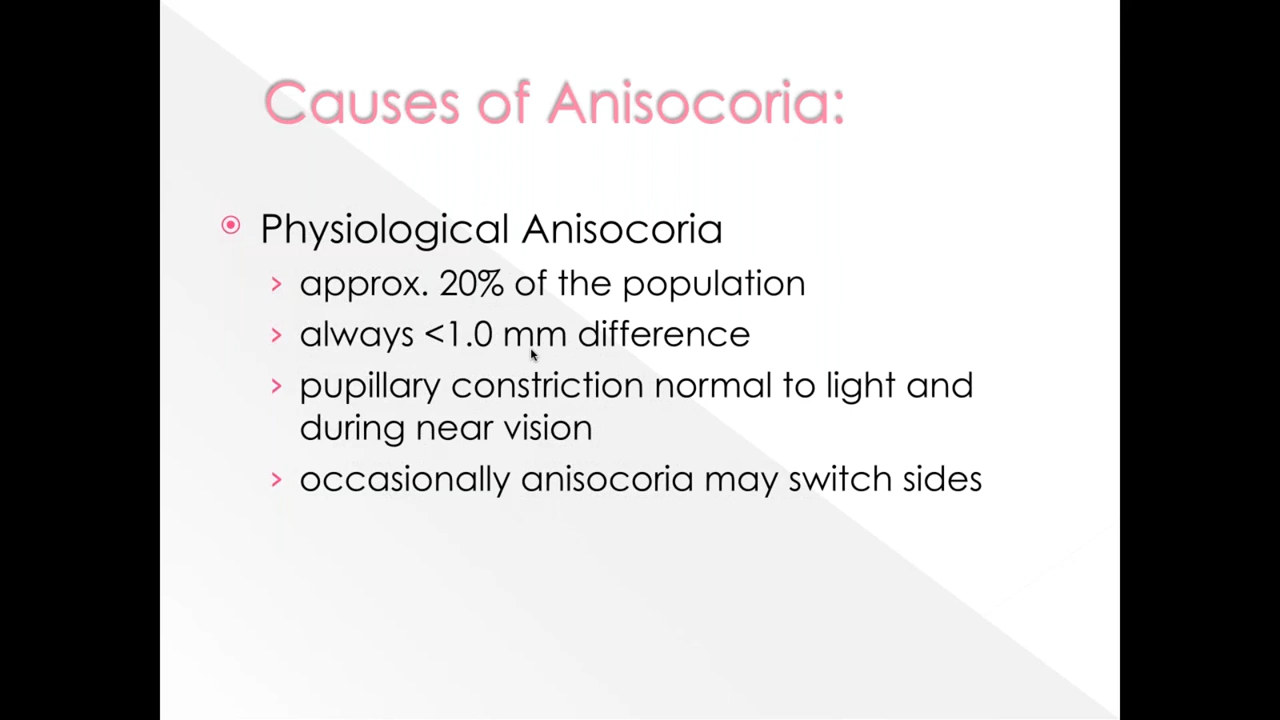 Causes of Anisocoria:
Physiological Anisocoria
approx. 20% of the population
always <1.0 mm difference
pupillary constriction normal to light and
during near vision
occasionally anisocoria may switch sides